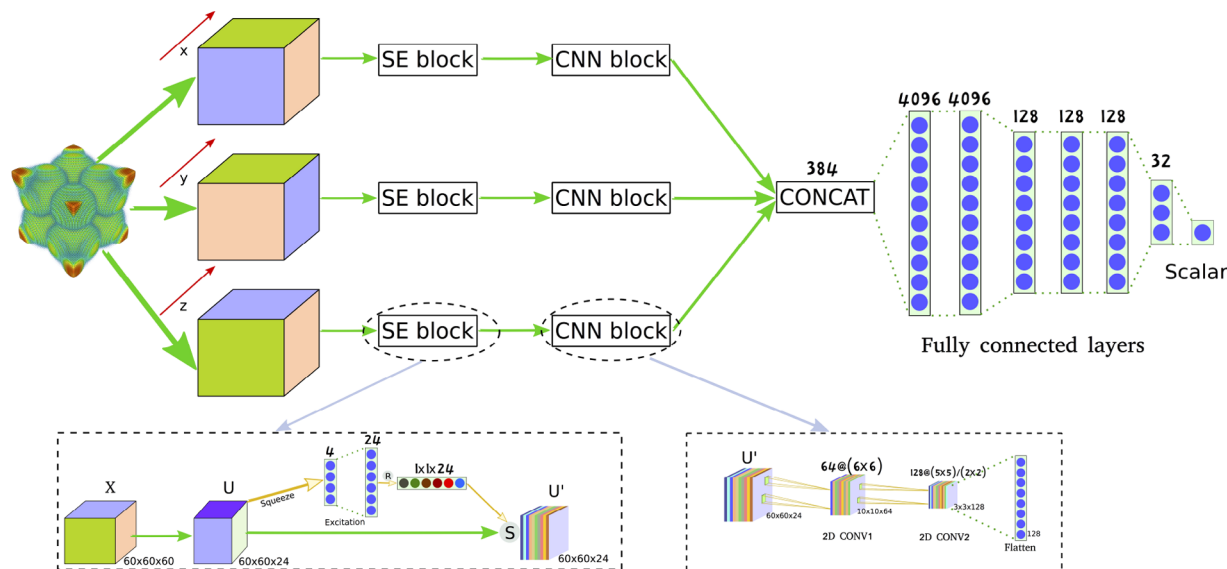 x
SE block
CNN block
y
SE block
CNN block
z
SE block
CNN block
384
CONCAT
4096
4096
128
128
128
32
Scalar
Fully connected layers
X
60x60x60
U
60x60x24
Squeeze
4
Excitation
24
R
1x1x24
S
U'
60x60x24
U'
60x60x24
64@(6x6)
10x10x64
2D CONV1
128@(5x5)/(2x2)
3x3x128
2D CONV2
128
Flatten